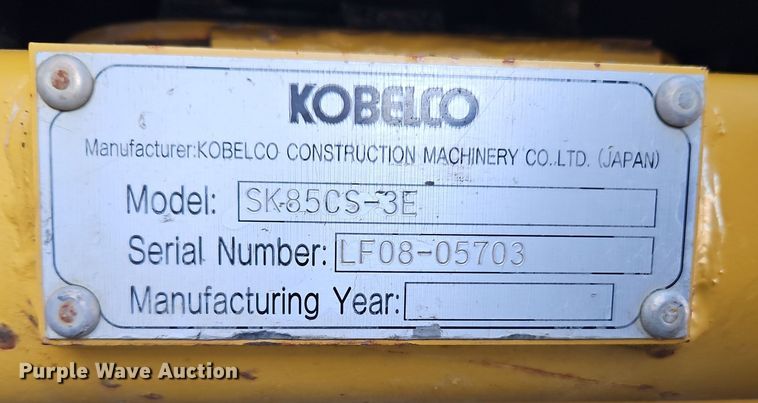 KOBELCO
Manufacturer:KOBELCO CONSTRUCTION MACHINERY CO.,LTD. (JAPAN)
Model: SK85CS-3E
Serial Number: LF08-05703
Manufacturing Year:
Purple Wave Auction